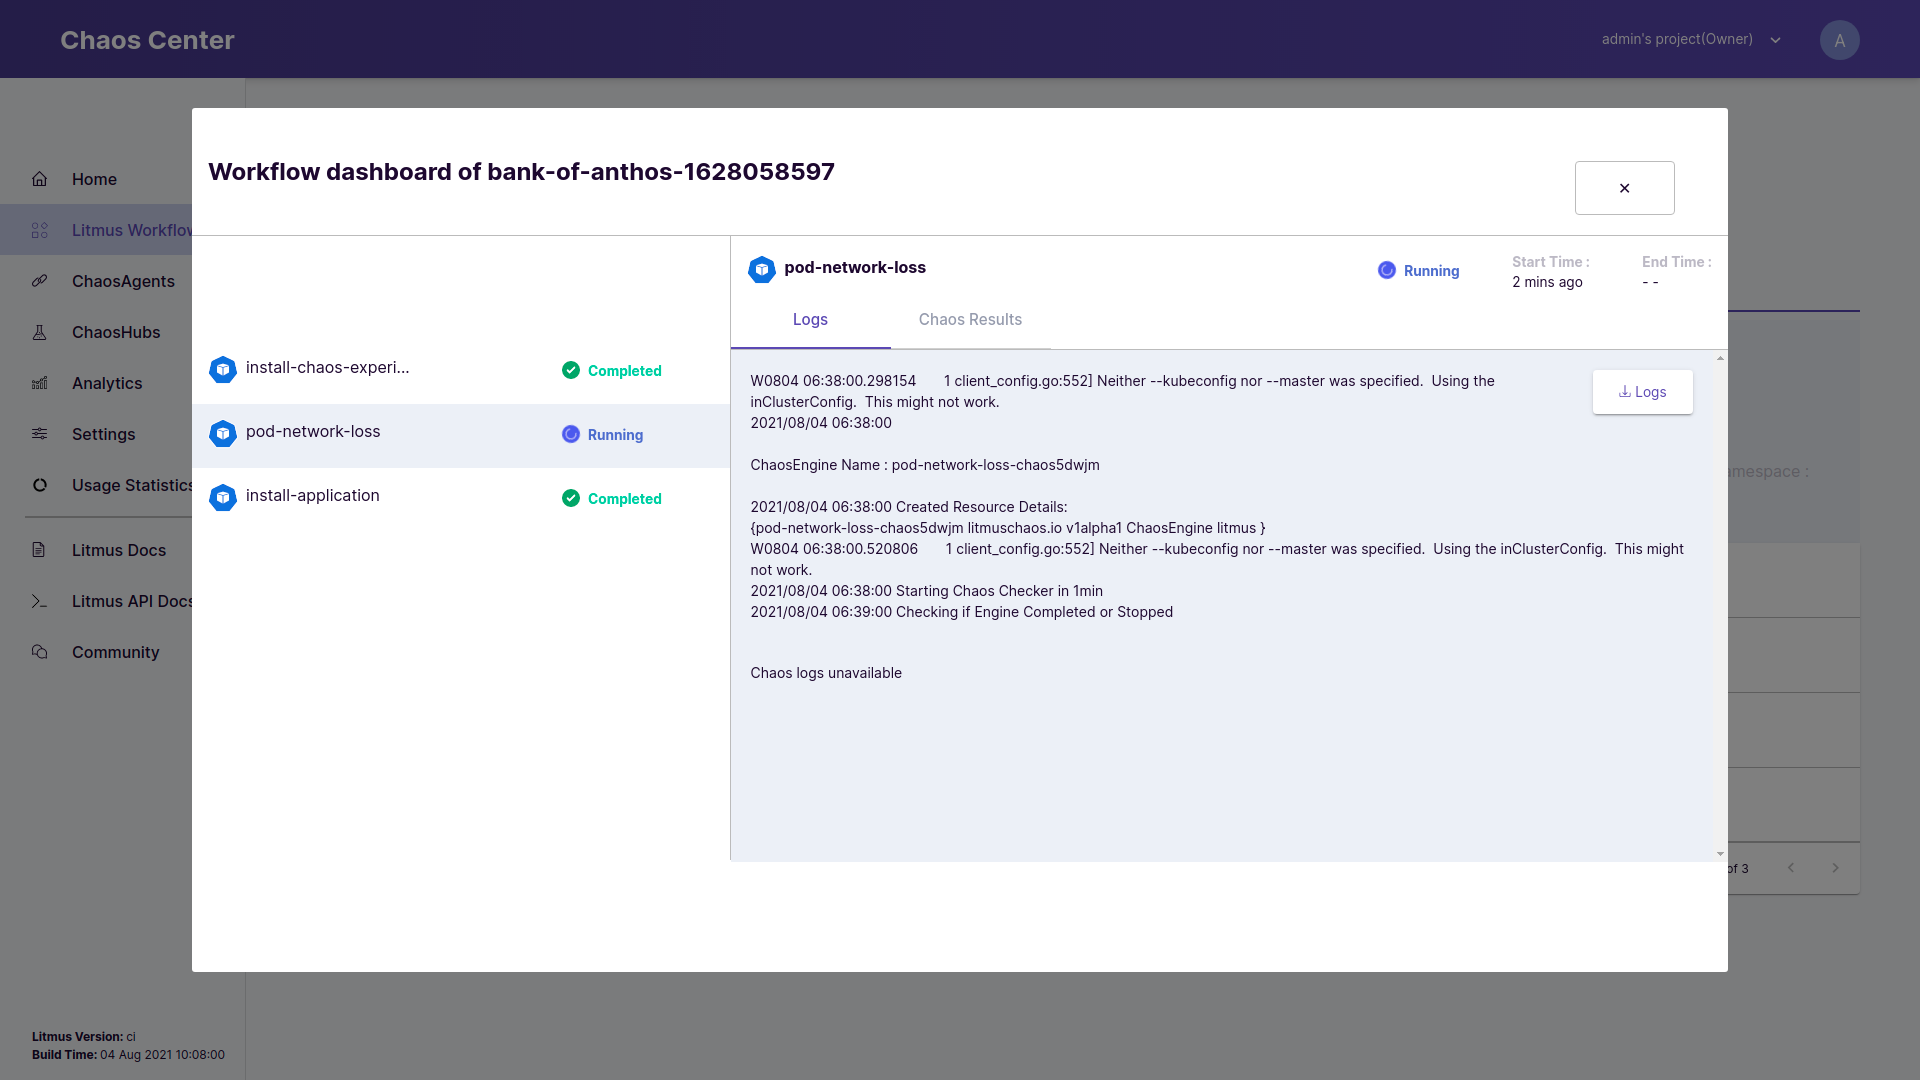 Chaos Center
admin's project(Owner)
A
Home
Litmus Workflow
ChaosAgents
ChaosHubs
Analytics
Settings
Usage Statistics
Litmus Docs
Litmus API Docs
Community
Litmus Version: ci
Build Time: 04 Aug 2021 10:08:00
Workflow dashboard of bank-of-anthos-1628058597
install-chaos-experi...
Completed
pod-network-loss
Running
install-application
Completed
pod-network-loss
Running
Start Time :
2 mins ago
End Time :
- -
Logs
Chaos Results
Logs
W0804 06:38:00.298154 1 client_config.go:552] Neither --kubeconfig nor --master was specified. Using the
inClusterConfig. This might not work.
2021/08/04 06:38:00
ChaosEngine Name : pod-network-loss-chaos5dwjm
2021/08/04 06:38:00 Created Resource Details:
{pod-network-loss-chaos5dwjm litmuschaos.io v1alpha1 ChaosEngine litmus }
W0804 06:38:00.520806 1 client_config.go:552] Neither --kubeconfig nor --master was specified. Using the inClusterConfig. This might
not work.
2021/08/04 06:38:00 Starting Chaos Checker in 1min
2021/08/04 06:39:00 Checking if Engine Completed or Stopped
Chaos logs unavailable
amespace :
of 3